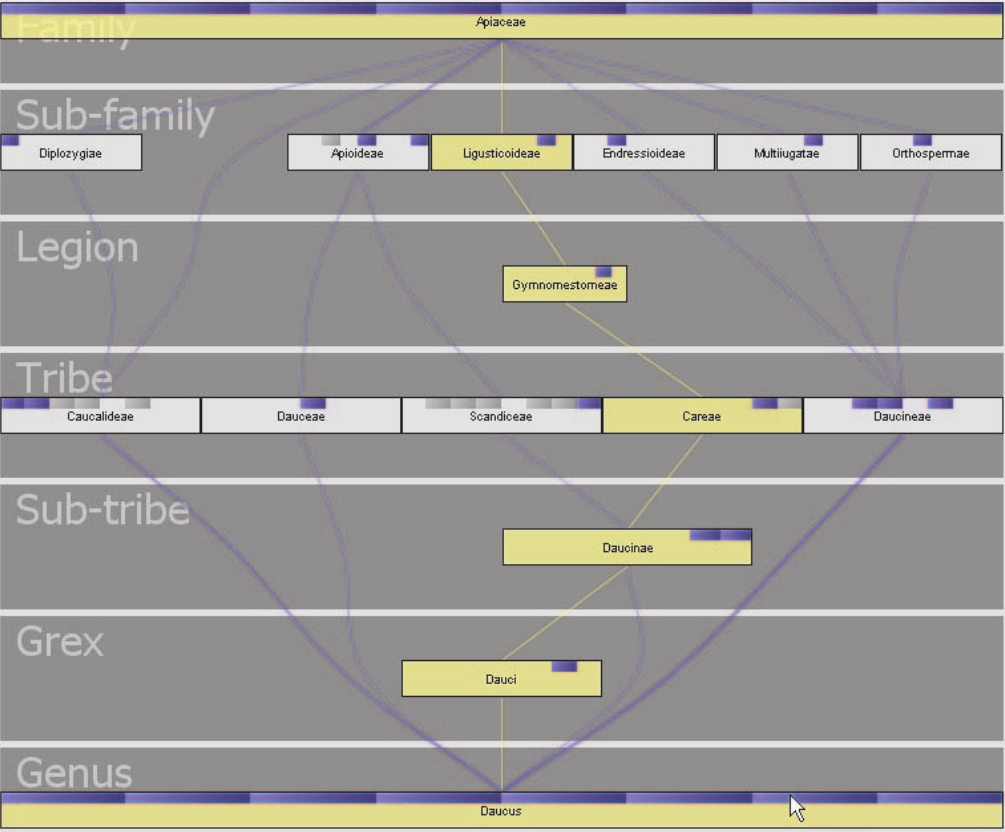 Family
Apiaceae
Sub-family
Diplozygiae
Apioideae
Ligusticoideae
Endressioideae
Multiiugatae
Orthospermae
Legion
Gymnomestomeae
Tribe
Caucalideae
Dauceae
Scandiceae
Careae
Daucineae
Sub-tribe
Daucinae
Grex
Dauci
Genus
Daucus